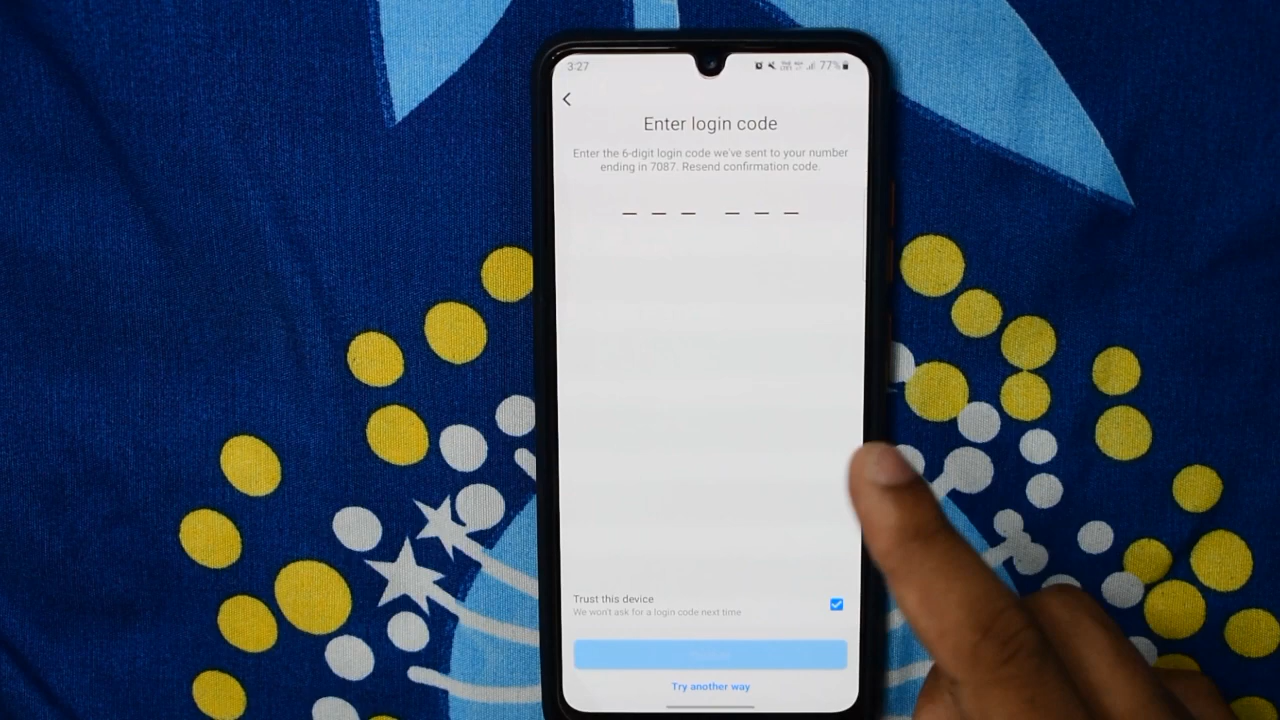 3:27
77%
Enter login code
Enter the 6-digit login code we've sent to your number
ending in 7087. Resend confirmation code.
Trust this device
We won't ask for a login code next time
Try another way